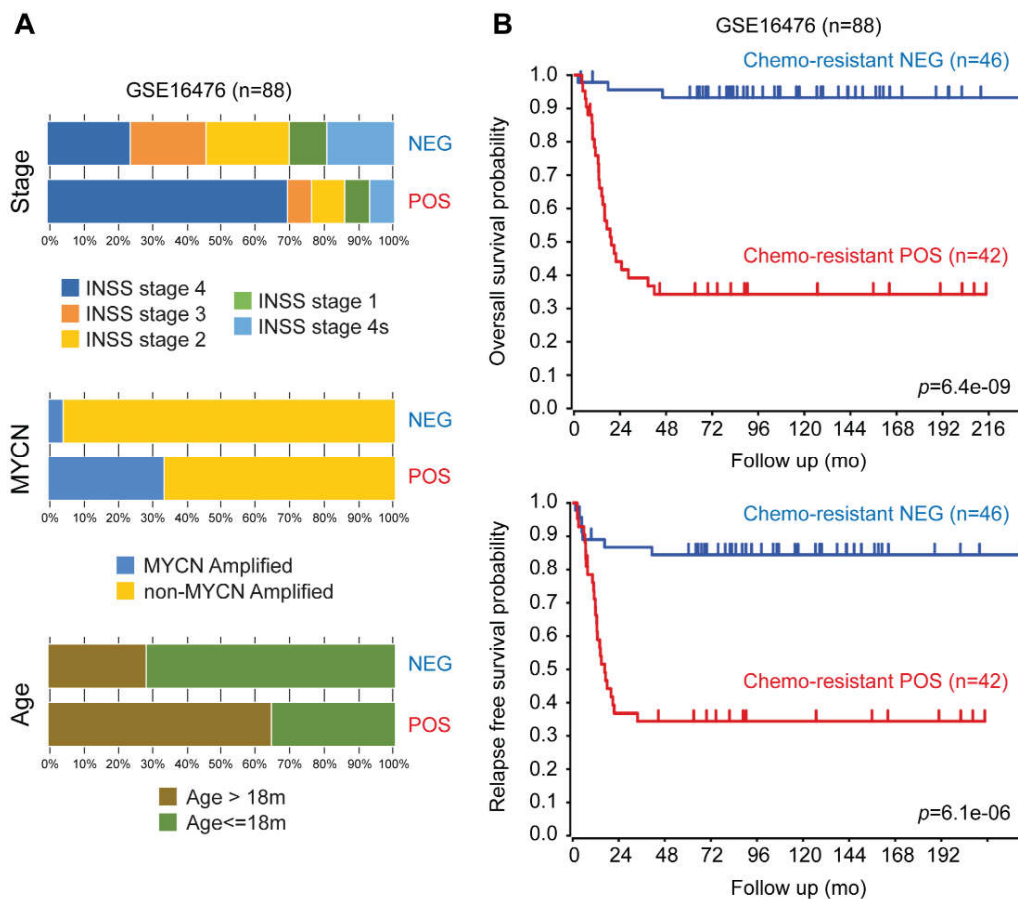 A
GSE16476 (n=88)
Stage
NEG
POS
0% 10% 20% 30% 40% 50% 60% 70% 80% 90% 100%
INSS stage 4
INSS stage 3
INSS stage 2
INSS stage 1
INSS stage 4s
MYCN
NEG
POS
0% 10% 20% 30% 40% 50% 60% 70% 80% 90% 100%
MYCN Amplified
non-MYCN Amplified
Age
NEG
POS
0% 10% 20% 30% 40% 50% 60% 70% 80% 90% 100%
Age > 18m
Age<=18m
B
GSE16476 (n=88)
Chemo-resistant NEG (n=46)
Chemo-resistant POS (n=42)
Oversall survival probability
1.0
0.9
0.8
0.7
0.6
0.5
0.4
0.3
0.2
0.1
0.0
p=6.4e-09
0 24 48 72 96 120 144 168 192 216
Follow up (mo)
Chemo-resistant NEG (n=46)
Chemo-resistant POS (n=42)
Relapse free survival probability
1.0
0.9
0.8
0.7
0.6
0.5
0.4
0.3
0.2
0.1
0.0
p=6.1e-06
0 24 48 72 96 120 144 168 192
Follow up (mo)